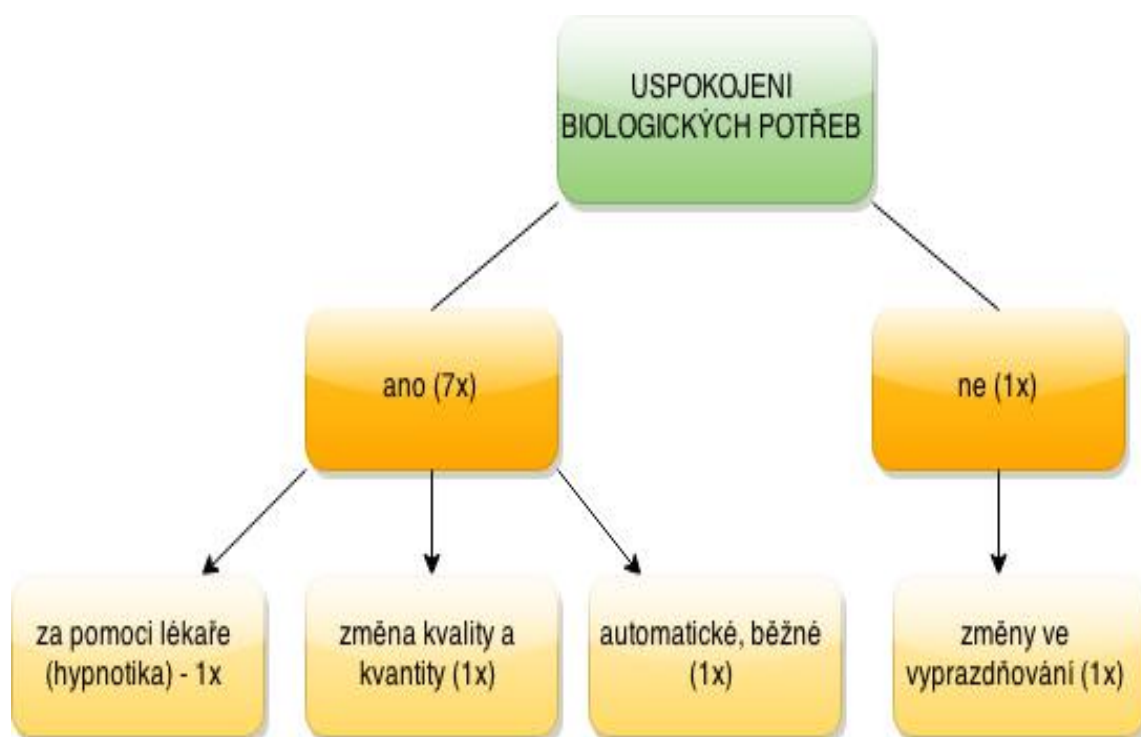 USPOKOJENI
BIOLOGICKÝCH POTŘEB
ano (7x)
ne (1x)
za pomoci lékaře
(hypnotika) - 1x
změna kvality a
kvantity (1x)
automatické, běžné
(1x)
změny ve
vyprazdňování (1x)